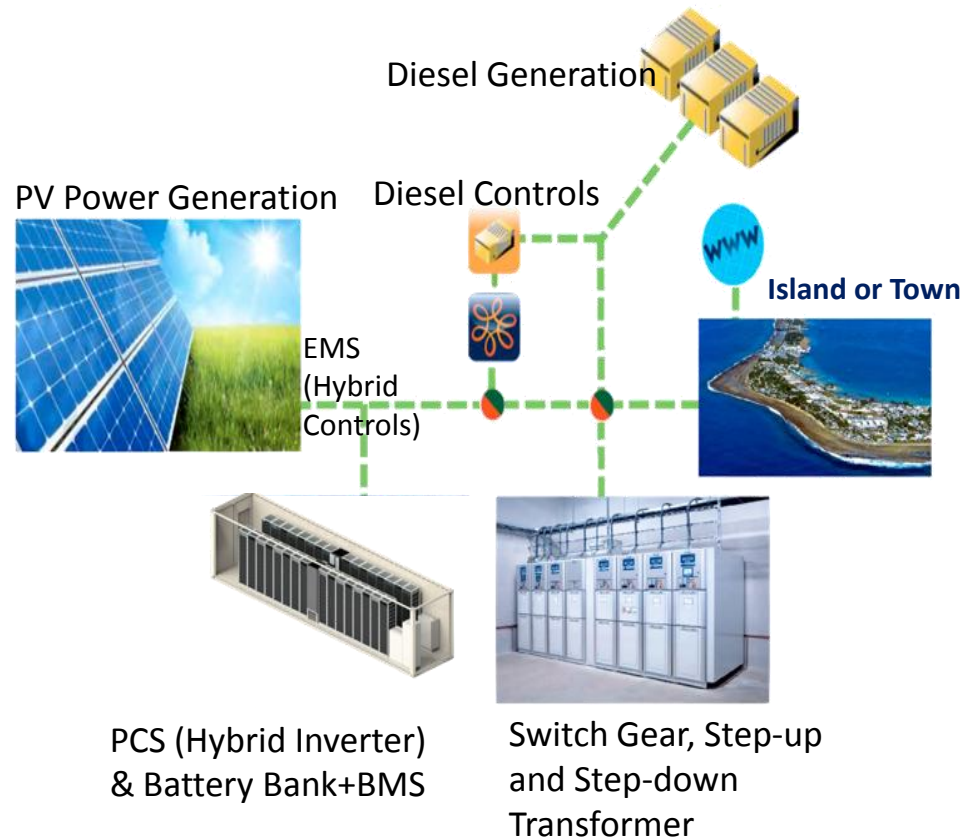 Diesel Generation
PV Power Generation
Diesel Controls
www
Island or Town
EMS
(Hybrid
Controls)
PCS (Hybrid Inverter)
& Battery Bank+BMS
Switch Gear, Step-up
and Step-down
Transformer